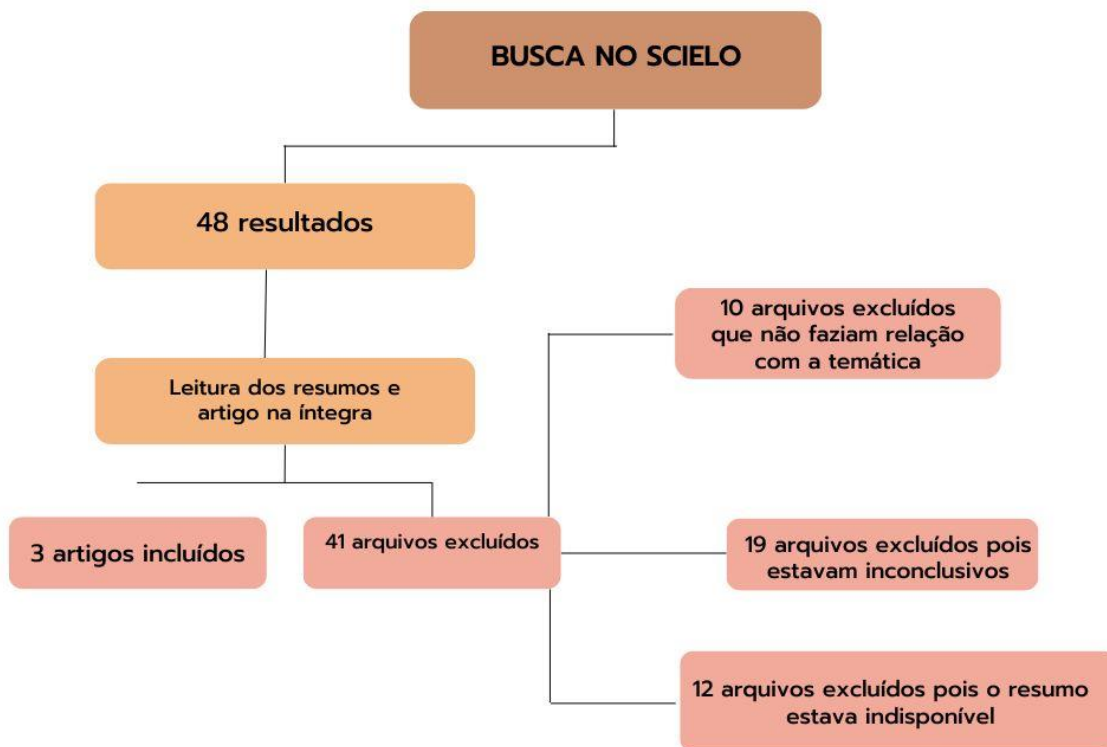 BUSCA NO SCIELO
48 resultados
Leitura dos resumos e
artigo na íntegra
3 artigos incluídos
41 arquivos excluídos
10 arquivos excluídos
que não faziam relação
com a temática
19 arquivos excluídos pois
estavam inconclusivos
12 arquivos excluídos pois o resumo
estava indisponível